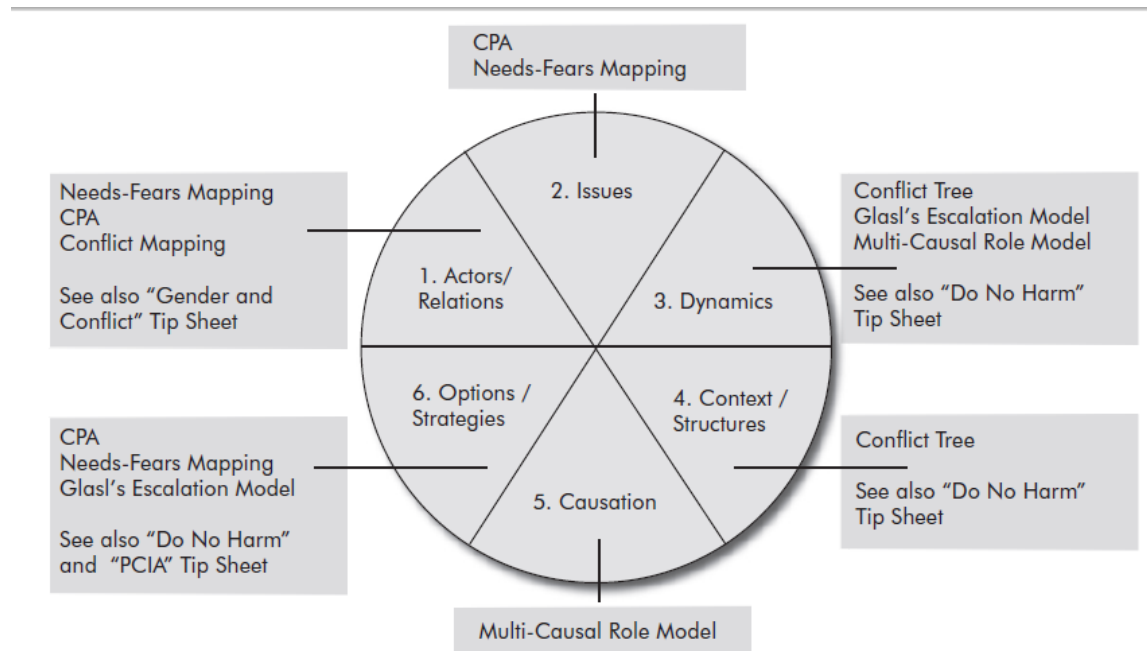 CPA
Needs-Fears Mapping
2. Issues
Needs-Fears Mapping
CPA
Conflict Mapping
See also “Gender and
Conflict” Tip Sheet
1. Actors/
Relations
Conflict Tree
Glasl’s Escalation Model
Multi-Causal Role Model
See also “Do No Harm”
Tip Sheet
3. Dynamics
6. Options /
Strategies
4. Context /
Structures
CPA
Needs-Fears Mapping
Glasl’s Escalation Model
See also “Do No Harm”
and “PCIA” Tip Sheet
Conflict Tree
See also “Do No Harm”
Tip Sheet
5. Causation
Multi-Causal Role Model